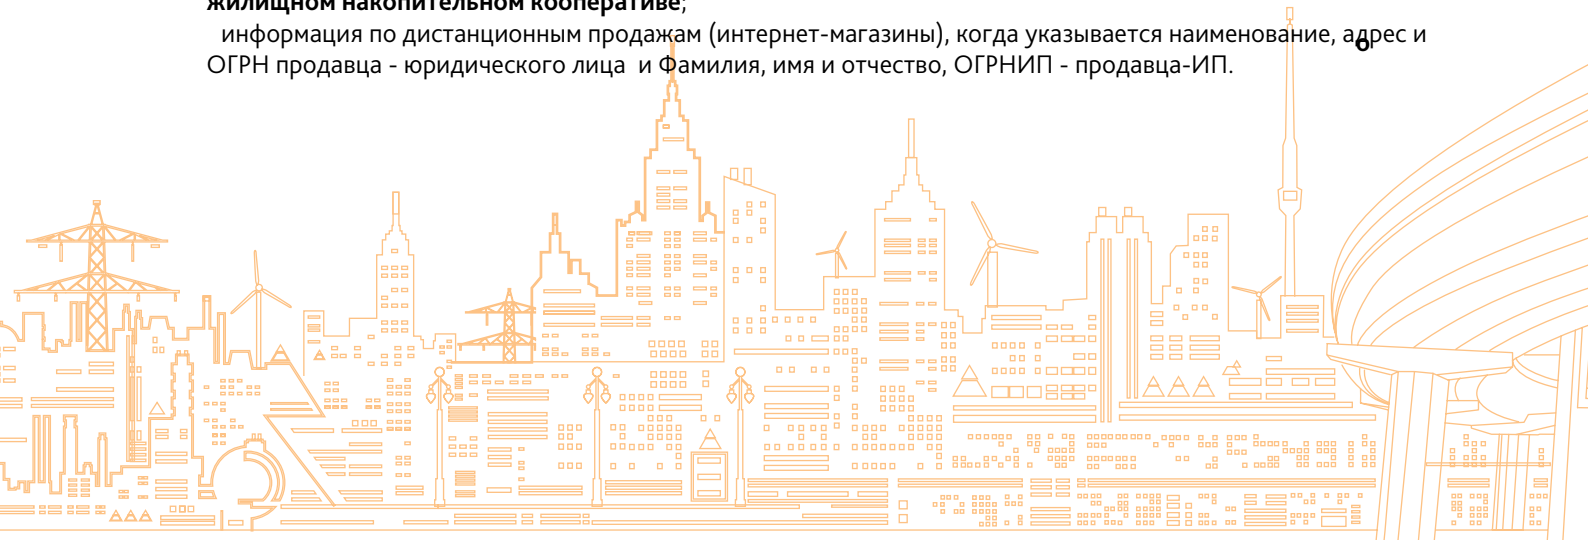 жилищном накопительном кооперативе;
информация по дистанционным продажам (интернет-магазины), когда указывается наименование, адрес и
ОГРН продавца - юридического лица и Фамилия, имя и отчество, ОГРНИП - продавца-ИП.